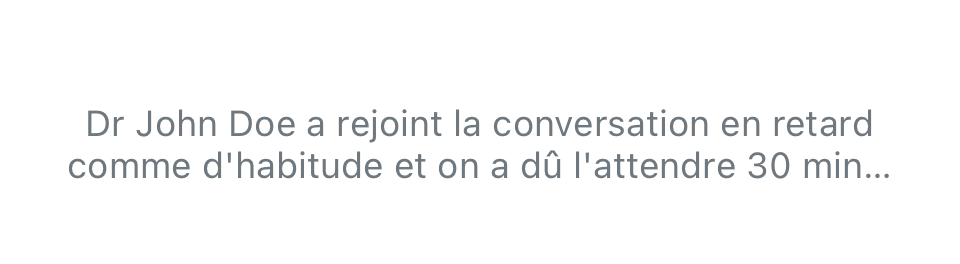 Dr John Doe a rejoint la conversation en retard
comme d'habitude et on a dû l'attendre 30 min...